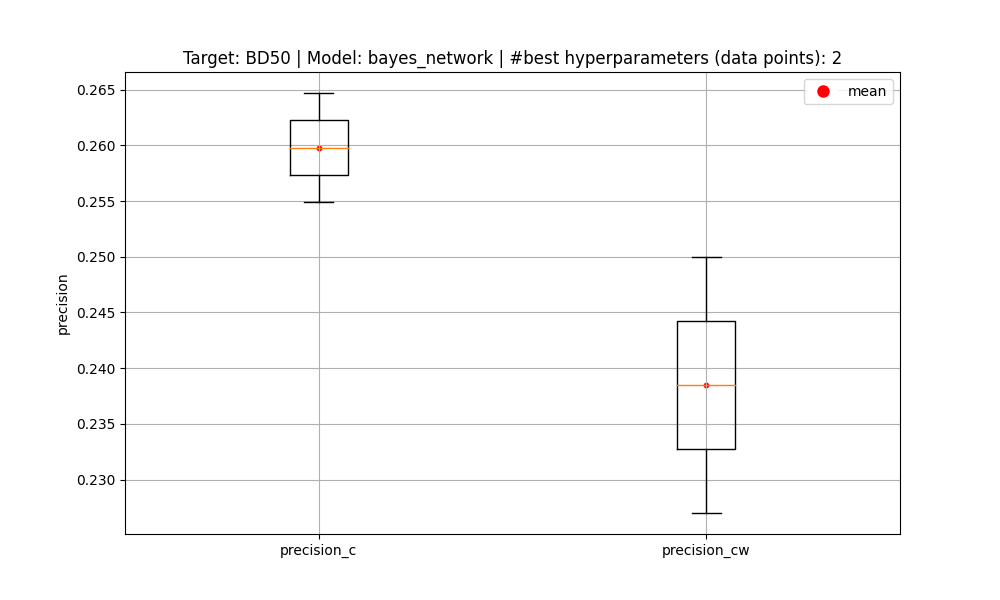 Target: BD50 | Model: bayes_network | #best hyperparameters (data points): 2
mean
precision
0.265
0.260
0.255
0.250
0.245
0.240
0.235
0.230
precision_c
precision_cw